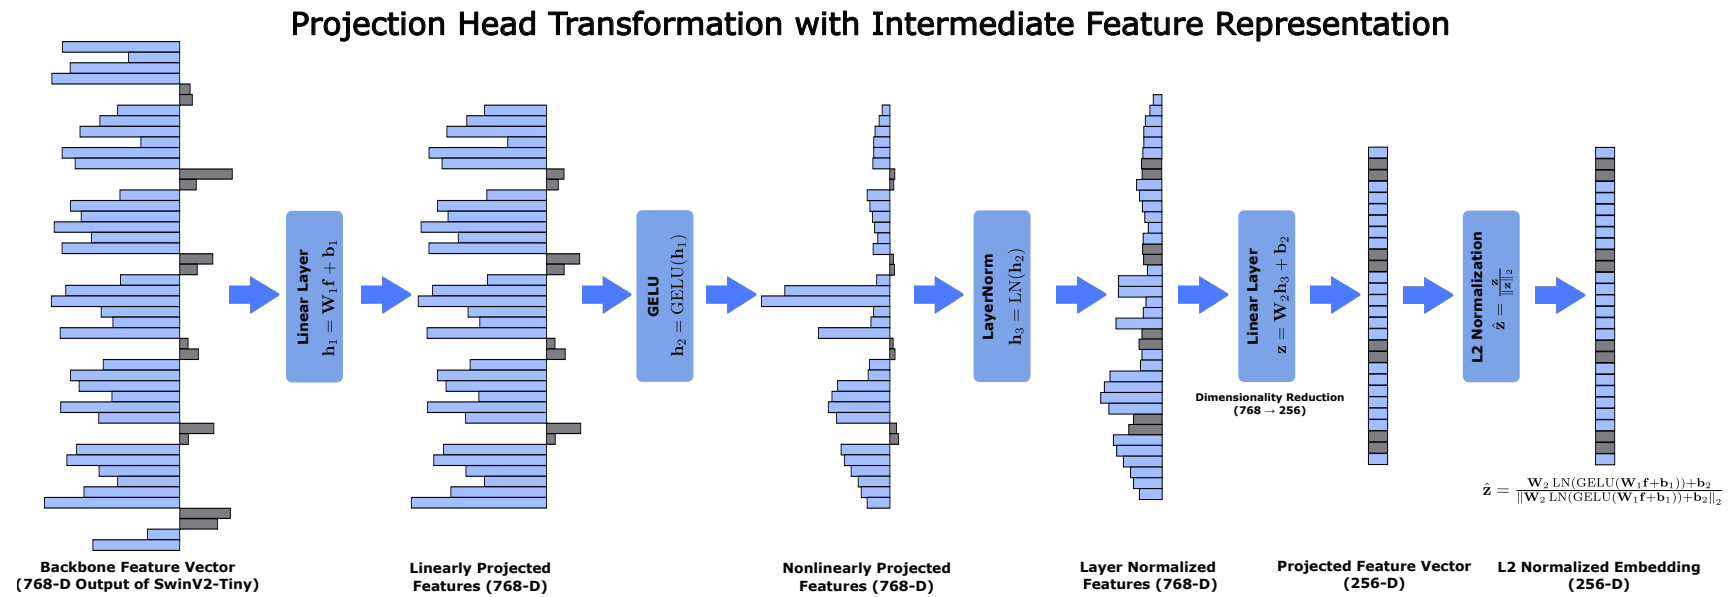 Projection Head Transformation with Intermediate Feature Representation
Linear Layer
h₁ = W₁f + b₁
GELU
h₂ = GELU(h₁)
LayerNorm
h₃ = LN(h₂)
Linear Layer
z = W₂h₃ + b₂
Dimensionality Reduction
(768 → 256)
L2 Normalization
ẑ = z / ‖z‖₂
ẑ = W₂ LN(GELU(W₁f+b₁))+b₂ / ‖W₂ LN(GELU(W₁f+b₁))+b₂‖₂
Backbone Feature Vector
(768-D Output of SwinV2-Tiny)
Linearly Projected
Features (768-D)
Nonlinearly Projected
Features (768-D)
Layer Normalized
Features (768-D)
Projected Feature Vector
(256-D)
L2 Normalized Embedding
(256-D)